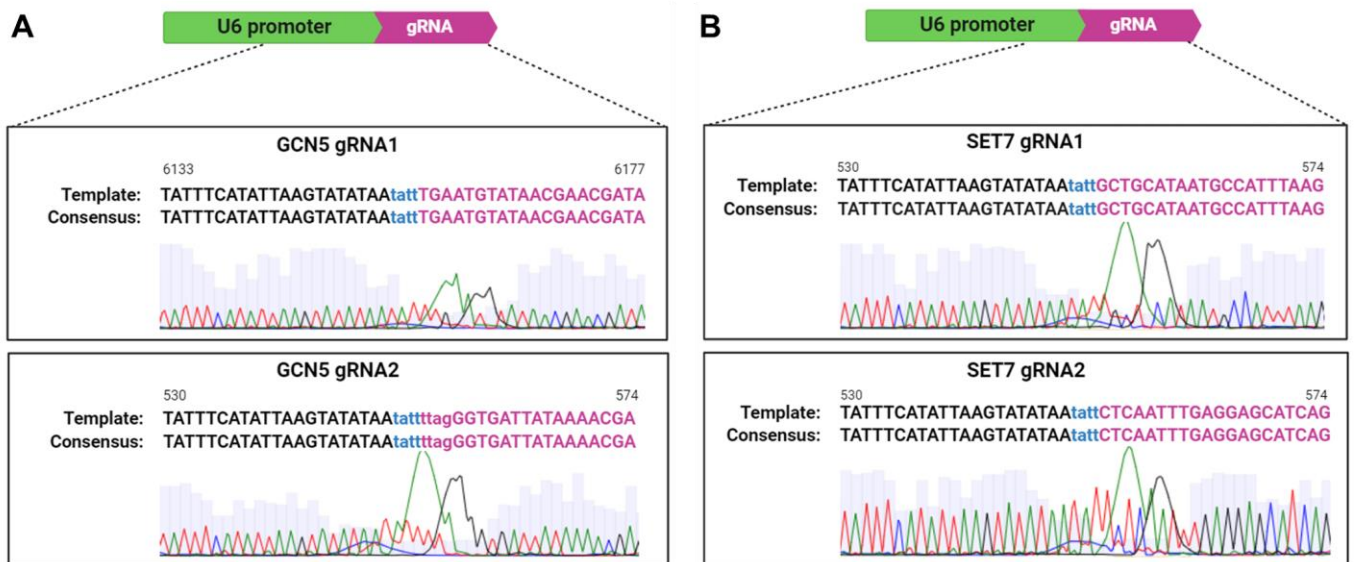 A
U6 promoter gRNA
GCN5 gRNA1
6133 6177
Template: TATTTCATATTAAGTATATAAtattTGAATGTATAACGAACGATA
Consensus: TATTTCATATTAAGTATATAAtattTGAATGTATAACGAACGATA
GCN5 gRNA2
530 574
Template: TATTTCATATTAAGTATATAAtattttagGGTGATTATAAAACGA
Consensus: TATTTCATATTAAGTATATAAtattttagGGTGATTATAAAACGA
B
U6 promoter gRNA
SET7 gRNA1
530 574
Template: TATTTCATATTAAGTATATAAtattGCTGCATAATGCCATTTAAG
Consensus: TATTTCATATTAAGTATATAAtattGCTGCATAATGCCATTTAAG
SET7 gRNA2
530 574
Template: TATTTCATATTAAGTATATAAtattCTCAATTTGAGGAGCATCAG
Consensus: TATTTCATATTAAGTATATAAtattCTCAATTTGAGGAGCATCAG